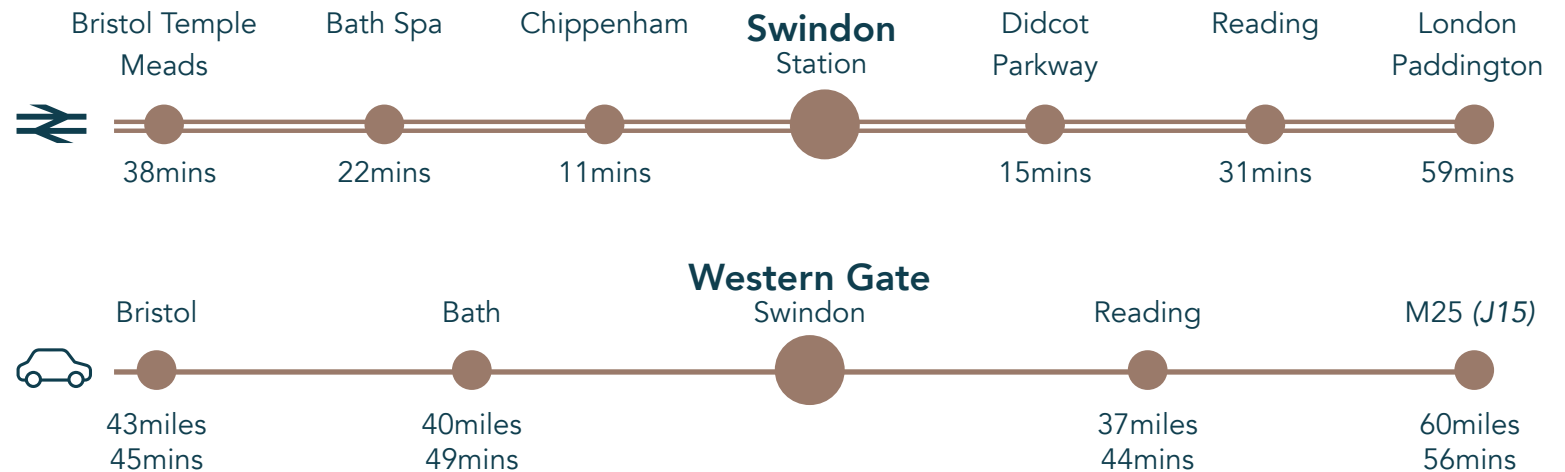 Bristol Temple
Meads
Bath Spa
Chippenham
Swindon
Station
Didcot
Parkway
Reading
London
Paddington
38mins
22mins
11mins
15mins
31mins
59mins
Western Gate
Swindon
Bristol
Bath
Reading
M25 (J15)
43miles
45mins
40miles
49mins
37miles
44mins
60miles
56mins